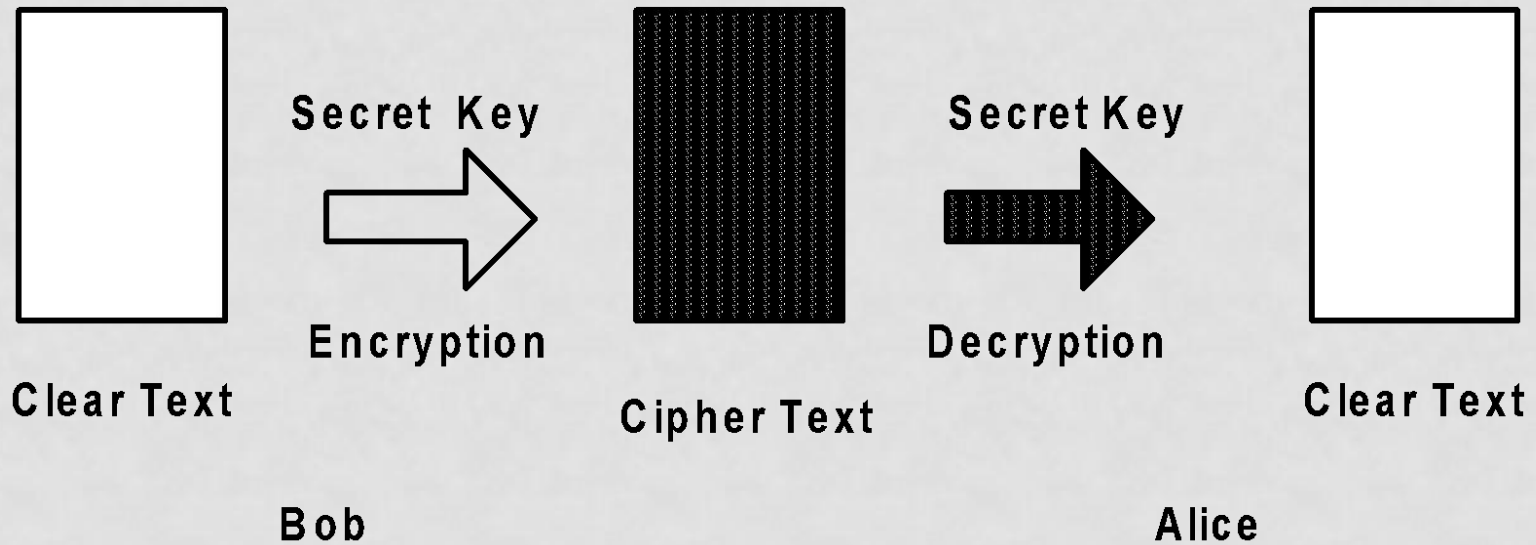 Secret Key
Secret Key
Encryption
Decryption
Clear Text
Cipher Text
Clear Text
Bob
Alice